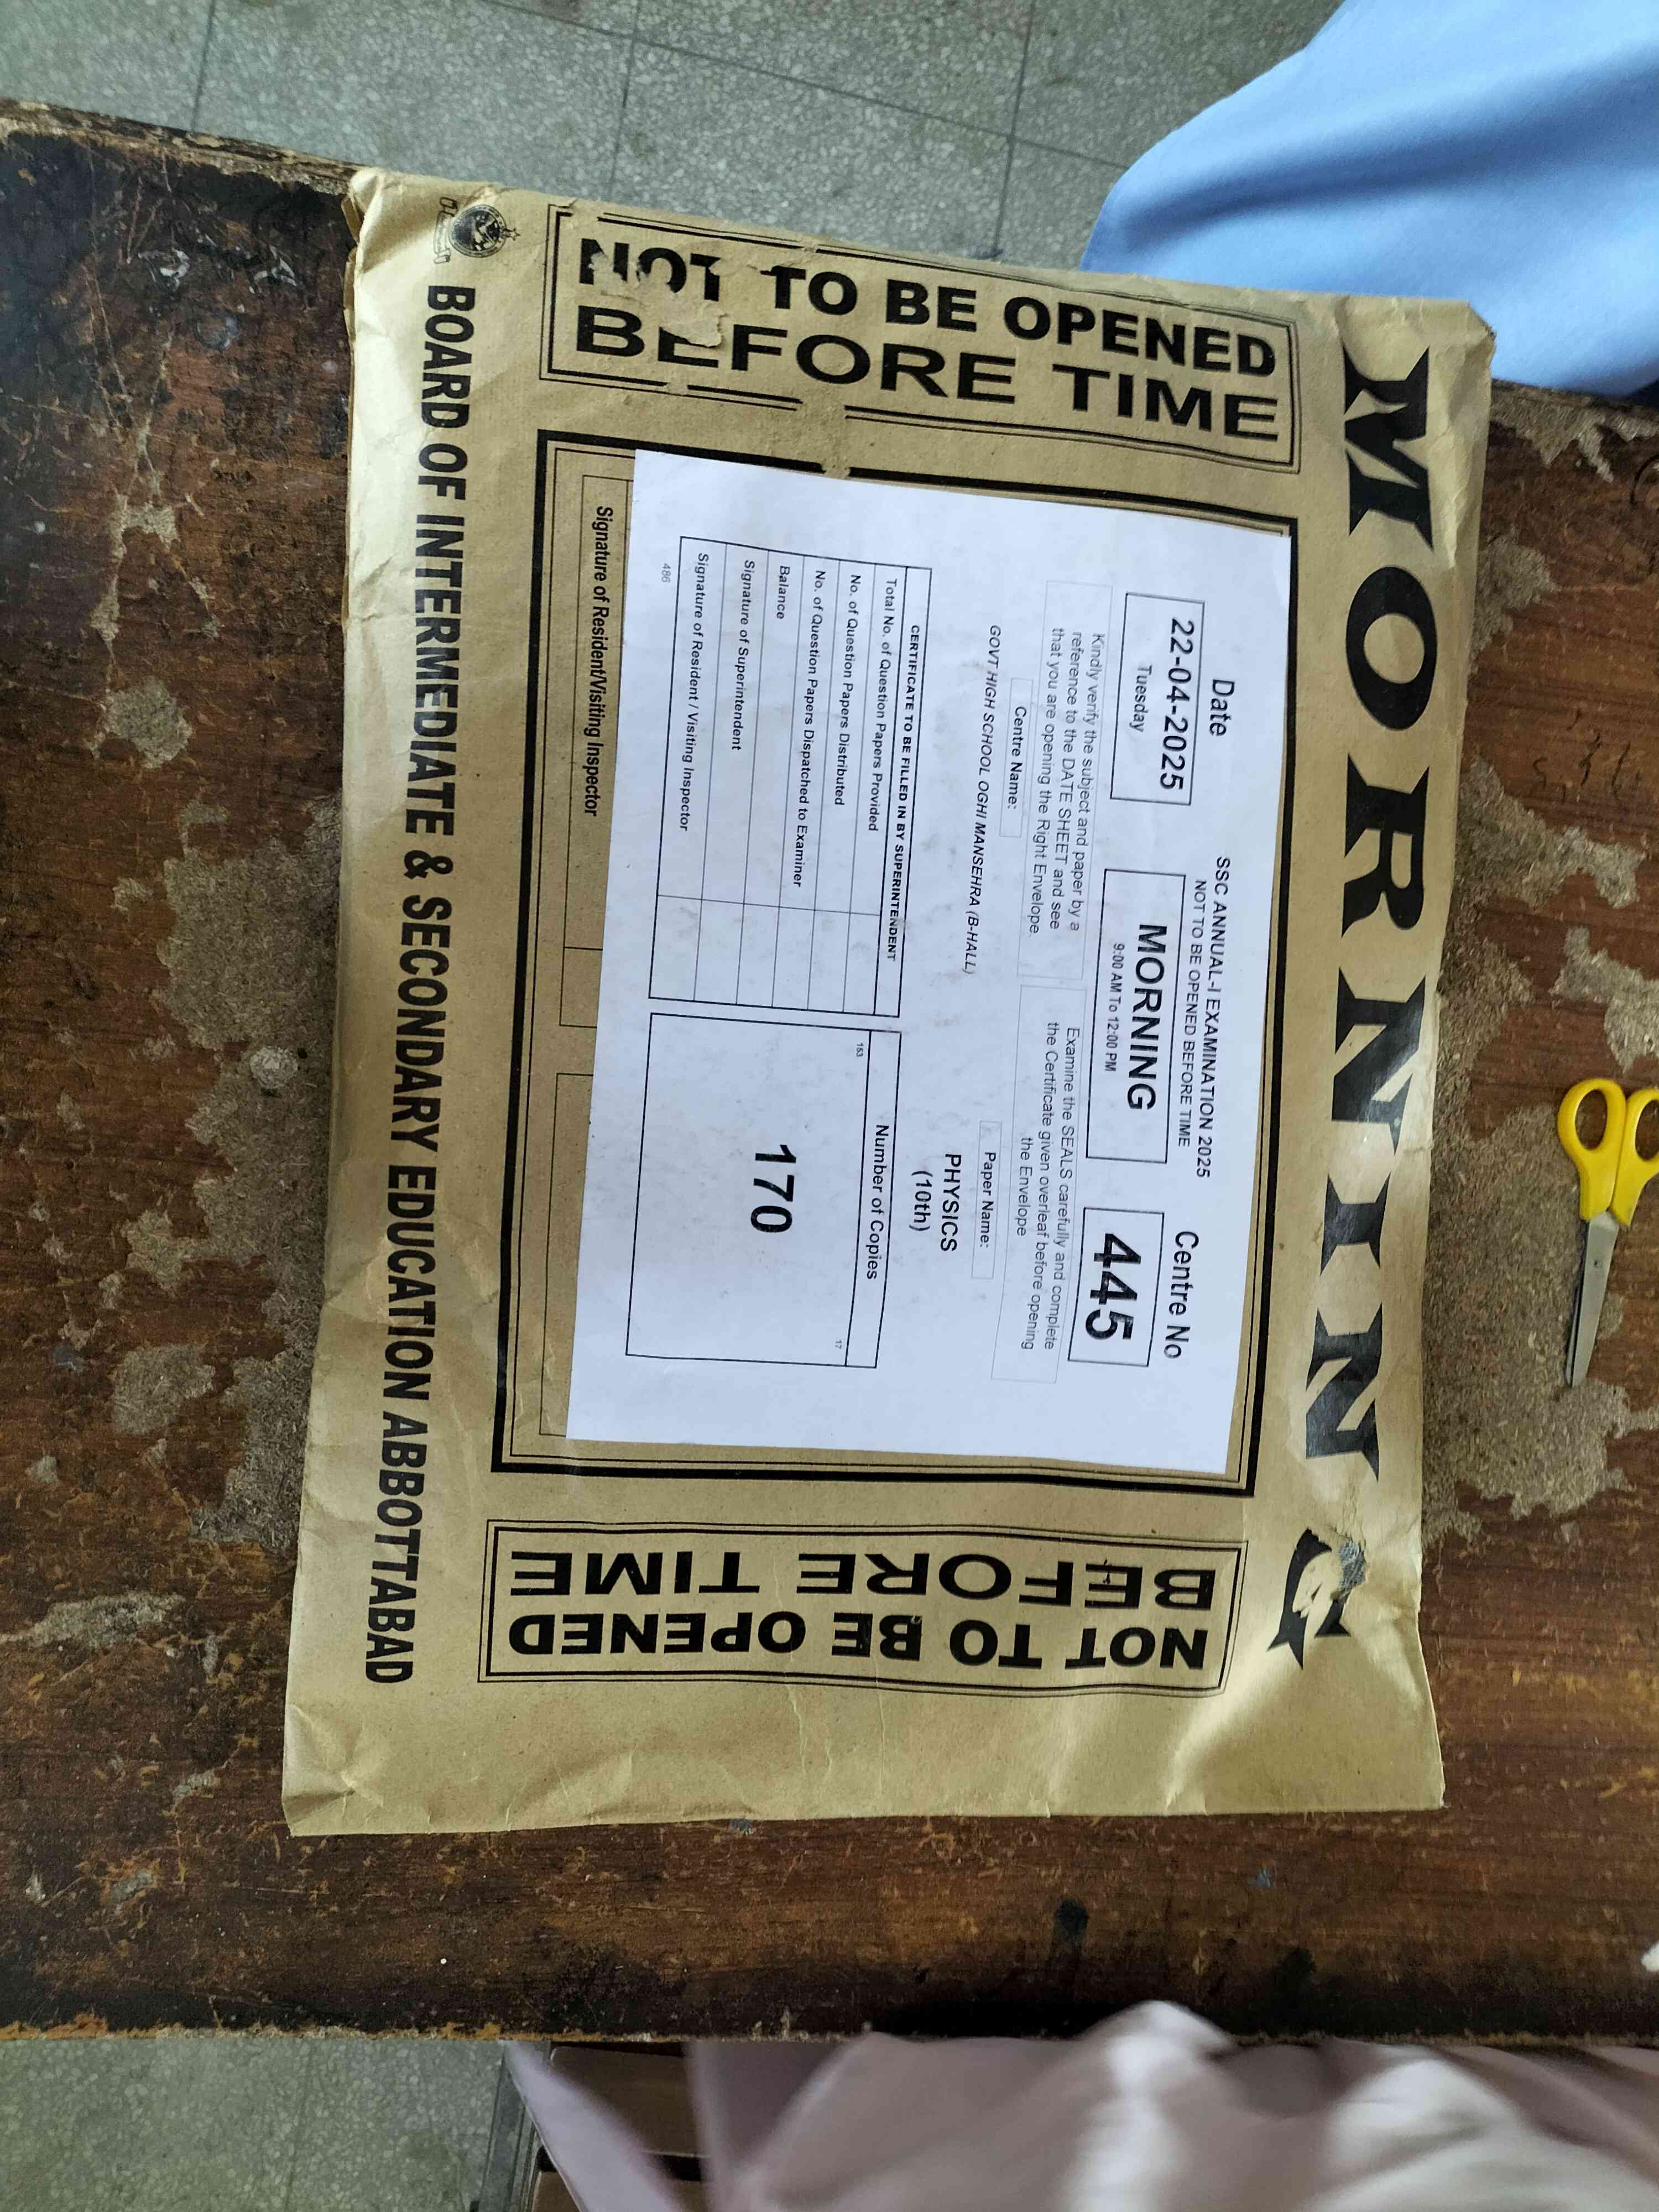 MORNING
NOT TO BE OPENED
BEFORE TIME
Date
22-04-2025
Tuesday
SSC ANNUAL-I EXAMINATION 2025
NOT TO BE OPENED BEFORE TIME
MORNING
9:00 AM To 12:00 PM
Centre No
445
Kindly verify the subject and paper by a
reference to the DATE SHEET and see
that you are opening the Right Envelope.
Examine the SEALS carefully and complete
the Certificate given overleaf before opening
the Envelope
Centre Name:
GOVT HIGH SCHOOL OGHI MANSEHRA (B-HALL)
Paper Name:
PHYSICS
(10th)
CERTIFICATE TO BE FILLED IN BY SUPERINTENDENT
Total No. of Question Papers Provided
No. of Question Papers Distributed
No. of Question Papers Dispatched to Examiner
Balance
Signature of Superintendent
Signature of Resident / Visiting Inspector
486
Number of Copies
153
17
170
Signature of Resident/Visiting Inspector
NOT TO BE OPENED
BEFORE TIME
BOARD OF INTERMEDIATE & SECONDARY EDUCATION ABBOTTABAD